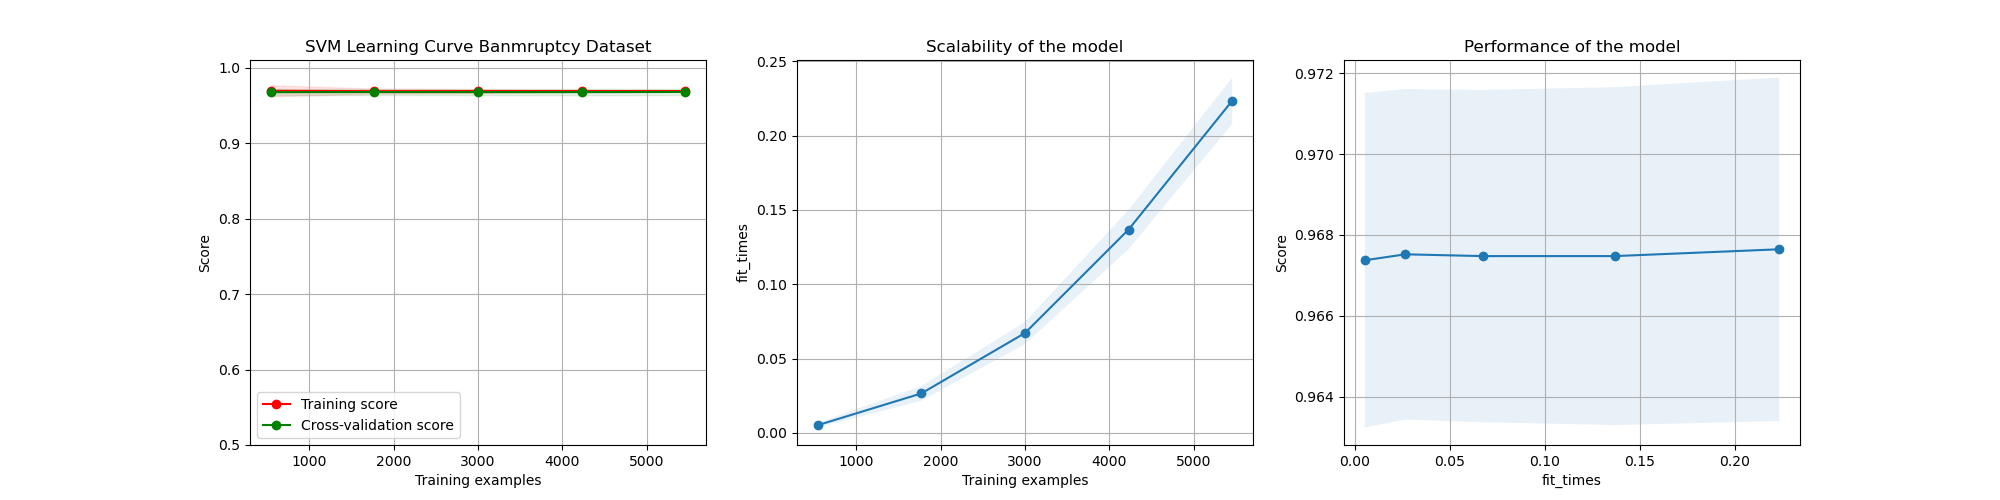 SVM Learning Curve Banmruptcy Dataset
1.0
0.9
0.8
0.7
0.6
0.5
Score
1000 2000 3000 4000 5000
Training examples
Training score
Cross-validation score
Scalability of the model
0.25
0.20
0.15
0.10
0.05
0.00
fit_times
1000 2000 3000 4000 5000
Training examples
Performance of the model
0.972
0.970
0.968
0.966
0.964
Score
0.00 0.05 0.10 0.15 0.20
fit_times